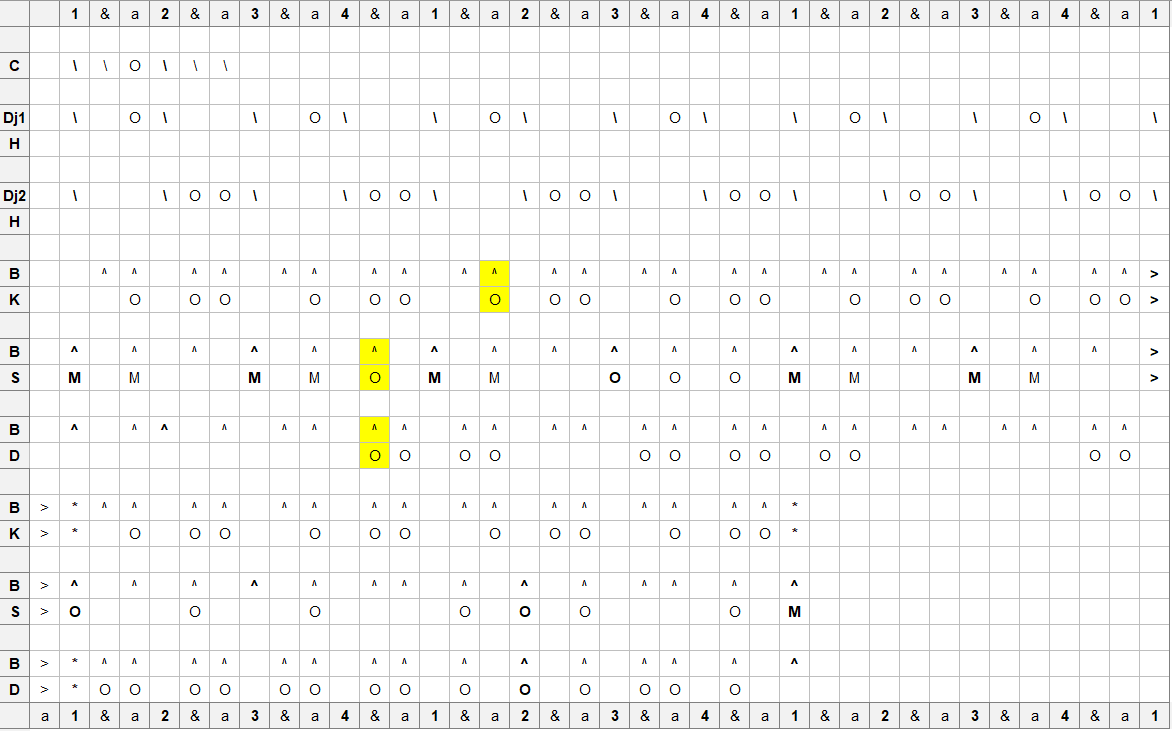 1 & a 2 & a 3 & a 4 & a 1 & a 2 & a 3 & a 4 & a 1 & a 2 & a 3 & a 4 & a 1
C \ \ O \ \ \
Dj1 \ O \ \ O \ \ O \ \ O \ \ O \ \ O \ \
H
Dj2 \ \ O O \ \ O O \ \ O O \ \ O O \ \ O O \ \ O O \
H
B ^ ^ ^ ^ ^ ^ ^ ^ ^ ^ ^ ^ ^ ^ ^ ^ ^ ^ ^ ^ ^ ^ ^ ^ >
K O O O O O O O O O O O O O O O O O O >
B ^ ^ ^ ^ ^ ^ ^ ^ ^ ^ ^ ^ ^ ^ ^ ^ ^ ^ >
S M M M M O M M O O O M M M M >
B ^ ^ ^ ^ ^ ^ ^ ^ ^ ^ ^ ^ ^ ^ ^ ^ ^ ^ ^ ^ ^ ^ ^ ^
D O O O O O O O O O O O O
B > * ^ ^ ^ ^ ^ ^ ^ ^ ^ ^ ^ ^ ^ ^ ^ ^ *
K > * O O O O O O O O O O O O *
B > ^ ^ ^ ^ ^ ^ ^ ^ ^ ^ ^ ^ ^ ^
S > O O O O O O O M
B > * ^ ^ ^ ^ ^ ^ ^ ^ ^ ^ ^ ^ ^ ^ ^
D > * O O O O O O O O O O O O O O
a 1 & a 2 & a 3 & a 4 & a 1 & a 2 & a 3 & a 4 & a 1 & a 2 & a 3 & a 4 & a 1